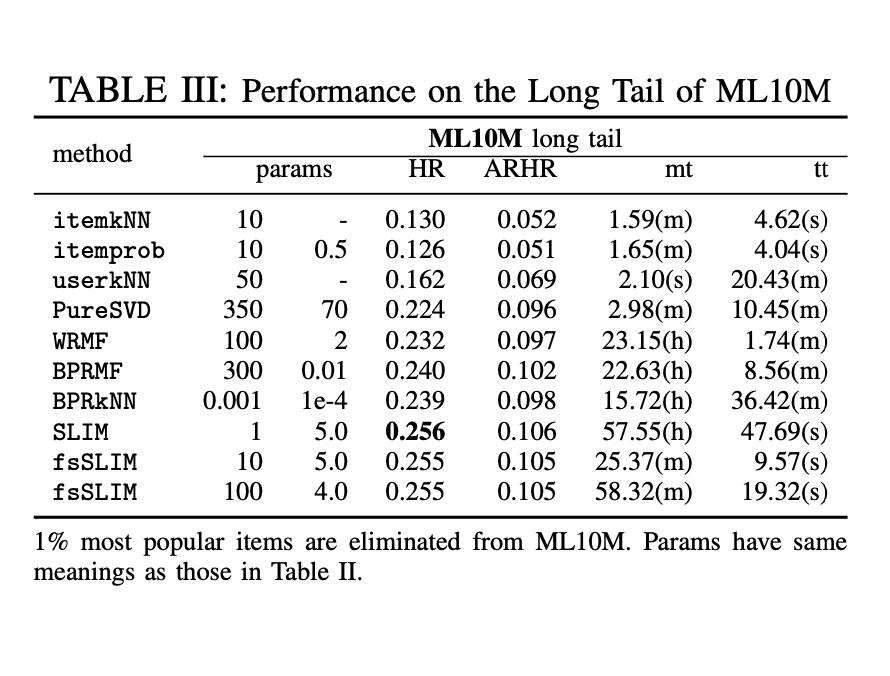 TABLE III: Performance on the Long Tail of ML10M
method ML10M long tail
params HR ARHR mt tt
itemkNN 10 - 0.130 0.052 1.59(m) 4.62(s)
itemprob 10 0.5 0.126 0.051 1.65(m) 4.04(s)
userkNN 50 - 0.162 0.069 2.10(s) 20.43(m)
PureSVD 350 70 0.224 0.096 2.98(m) 10.45(m)
WRMF 100 2 0.232 0.097 23.15(h) 1.74(m)
BPRMF 300 0.01 0.240 0.102 22.63(h) 8.56(m)
BPRkNN 0.001 1e-4 0.239 0.098 15.72(h) 36.42(m)
SLIM 1 5.0 0.256 0.106 57.55(h) 47.69(s)
fsSLIM 10 5.0 0.255 0.105 25.37(m) 9.57(s)
fsSLIM 100 4.0 0.255 0.105 58.32(m) 19.32(s)
1% most popular items are eliminated from ML10M. Params have same
meanings as those in Table II.